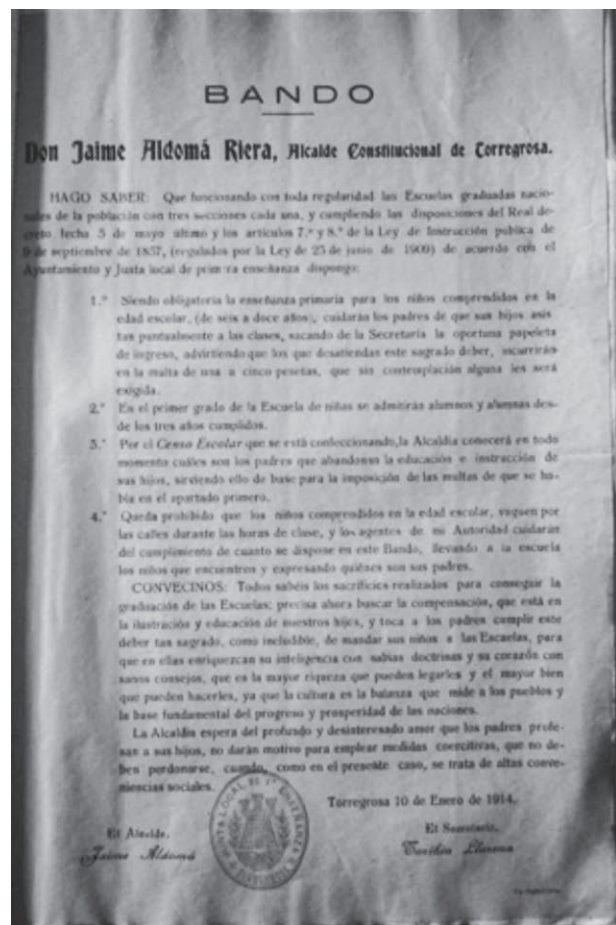 BANDO
Don Jaime Aldomá Riera, Alcalde Constitucional de Torregrosa.
HAGO SABER: Que funcionando con toda regularidad las Escuelas graduadas nacio-
nales de la población con tres secciones cada una, y cumpliendo las disposiciones del Real de-
creto fecha 5 de mayo último y los artículos 7.º y 8.º de la Ley de Instrucción publica de
9 de septiembre de 1857, (regulados por la Ley de 23 de junio de 1909) de acuerdo con el
Ayuntamiento y Junta local de primera enseñanza dispongo:
1.º Siendo obligatoria la enseñanza primaria para los niños comprendidos en la
edad escolar, (de seis a doce años), cuidarán los padres de que sus hijos asis
tan puntualmente a las clases, sacando de la Secretaría la oportuna papeleta
de ingreso, advirtiendo que los que desatiendan este sagrado deber, incurrirán
en la multa de una a cinco pesetas, que sin contemplación alguna les será
exigida.
2.º En el primer grado de la Escuela de niñas se admitirán alumnos y alumnas des-
de los tres años cumplidos.
3.º Por el Censo Escolar que se está confeccionando, la Alcaldía conocerá en todo
momento cuáles son los padres que abandonan la educación e instrucción de
sus hijos, sirviendo ello de base para la imposición de las multas de que se ha-
bla en el apartado primero.
4.º Queda prohibido que los niños comprendidos en la edad escolar, vaguen por
las calles durante las horas de clase, y los agentes de mi Autoridad cuidarán
del cumplimiento de cuanto se dispone en este Bando, llevando a la escuela
los niños que encuentren y expresando quiénes son sus padres.
CONVECINOS: Todos sabéis los sacrificios realizados para conseguir la
graduación de las Escuelas; precisa ahora buscar la compensación, que está en
la ilustración y educación de nuestros hijos, y toca a los padres cumplir este
deber tan sagrado, como ineludible, de mandar sus niños a las Escuelas, para
que en ellas enriquezcan su inteligencia con sabias doctrinas y su corazón con
sanos consejos, que es la mayor riqueza que pueden legarles y el mayor bien
que pueden hacerles, ya que la cultura es la balanza que mide a los pueblos y
la base fundamental del progreso y prosperidad de las naciones.
La Alcaldía espera del profundo y desinteresado amor que los padres profe-
san a sus hijos, no darán motivo para emplear medidas coercitivas, que no de-
ben perdonarse, cuando, como en el presente caso, se trata de altas conve-
niencias sociales.
Torregrosa 10 de Enero de 1914.
El Alcalde,
Jaime Aldomá
El Secretario,
JUNTA LOCAL DE 1ª ENSEÑANZA